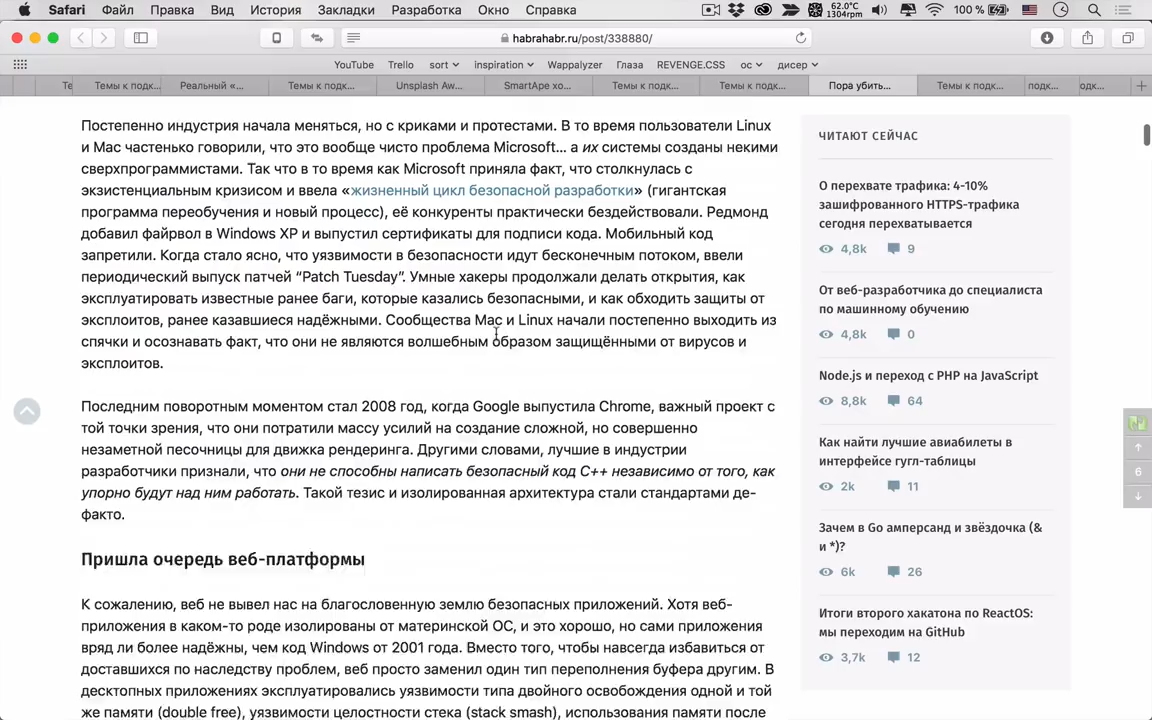 Safari Файл Правка Вид История Закладки Разработка Окно Справка
62.0°C
1304rpm
100 %
habrahabr.ru/post/338880/
YouTube Trello sort inspiration Wappalyzer Глаза REVENGE.CSS ос дисер
Те Темы к подк... Реальный «... Темы к подк... Unsplash Aw... SmartApe хо... Темы к подк... Темы к подк... Пора убить... Темы к подк... подк... одк...
Постепенно индустрия начала меняться, но с криками и протестами. В то время пользователи Linux
и Mac частенько говорили, что это вообще чисто проблема Microsoft... а их системы созданы некими
сверхпрограммистами. Так что в то время как Microsoft приняла факт, что столкнулась с
экзистенциальным кризисом и ввела «жизненный цикл безопасной разработки» (гигантская
программа переобучения и новый процесс), её конкуренты практически бездействовали. Редмонд
добавил файрвол в Windows XP и выпустил сертификаты для подписи кода. Мобильный код
запретили. Когда стало ясно, что уязвимости в безопасности идут бесконечным потоком, ввели
периодический выпуск патчей “Patch Tuesday”. Умные хакеры продолжали делать открытия, как
эксплуатировать известные ранее баги, которые казались безопасными, и как обходить защиты от
эксплоитов, ранее казавшиеся надёжными. Сообщества Mac и Linux начали постепенно выходить из
спячки и осознавать факт, что они не являются волшебным образом защищёнными от вирусов и
эксплоитов.
Последним поворотным моментом стал 2008 год, когда Google выпустила Chrome, важный проект с
той точки зрения, что они потратили массу усилий на создание сложной, но совершенно
незаметной песочницы для движка рендеринга. Другими словами, лучшие в индустрии
разработчики признали, что они не способны написать безопасный код C++ независимо от того, как
упорно будут над ним работать. Такой тезис и изолированная архитектура стали стандартами де-
факто.
Пришла очередь веб-платформы
К сожалению, веб не вывел нас на благословенную землю безопасных приложений. Хотя веб-
приложения в каком-то роде изолированы от материнской ОС, и это хорошо, но сами приложения
вряд ли более надёжны, чем код Windows от 2001 года. Вместо того, чтобы навсегда избавиться от
доставшихся по наследству проблем, веб просто заменил один тип переполнения буфера другим. В
десктопных приложениях эксплуатировались уязвимости типа двойного освобождения одной и той
же памяти (double free), уязвимости целостности стека (stack smash), использования памяти после
ЧИТАЮТ СЕЙЧАС
О перехвате трафика: 4-10%
зашифрованного HTTPS-трафика
сегодня перехватывается
4,8k 9
От веб-разработчика до специалиста
по машинному обучению
4,8k 0
Node.js и переход с PHP на JavaScript
8,8k 64
Как найти лучшие авиабилеты в
интерфейсе гугл-таблицы
2k 11
Зачем в Go амперсанд и звёздочка (&
и *)?
6k 26
Итоги второго хакатона по ReactOS:
мы переходим на GitHub
3,7k 12
6